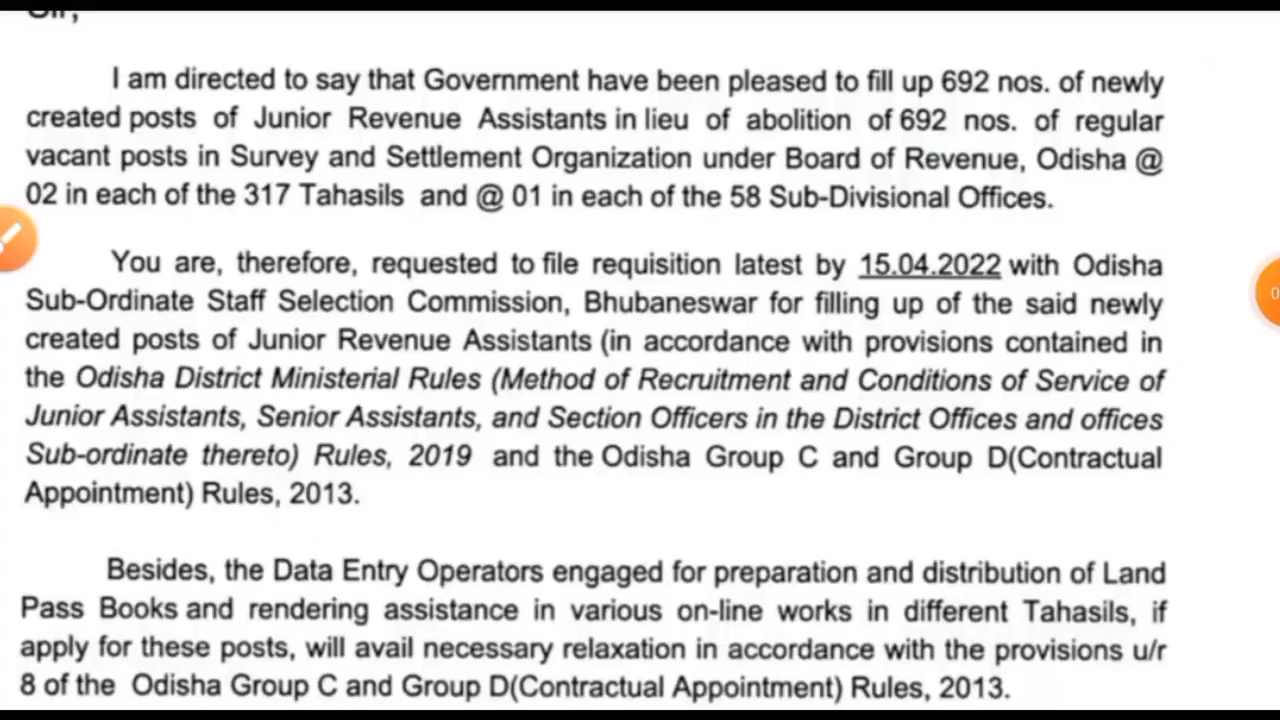 Sir,
I am directed to say that Government have been pleased to fill up 692 nos. of newly
created posts of Junior Revenue Assistants in lieu of abolition of 692 nos. of regular
vacant posts in Survey and Settlement Organization under Board of Revenue, Odisha @
02 in each of the 317 Tahasils and @ 01 in each of the 58 Sub-Divisional Offices.
You are, therefore, requested to file requisition latest by 15.04.2022 with Odisha
Sub-Ordinate Staff Selection Commission, Bhubaneswar for filling up of the said newly
created posts of Junior Revenue Assistants (in accordance with provisions contained in
the Odisha District Ministerial Rules (Method of Recruitment and Conditions of Service of
Junior Assistants, Senior Assistants, and Section Officers in the District Offices and offices
Sub-ordinate thereto) Rules, 2019 and the Odisha Group C and Group D(Contractual
Appointment) Rules, 2013.
Besides, the Data Entry Operators engaged for preparation and distribution of Land
Pass Books and rendering assistance in various on-line works in different Tahasils, if
apply for these posts, will avail necessary relaxation in accordance with the provisions u/r
8 of the Odisha Group C and Group D(Contractual Appointment) Rules, 2013.